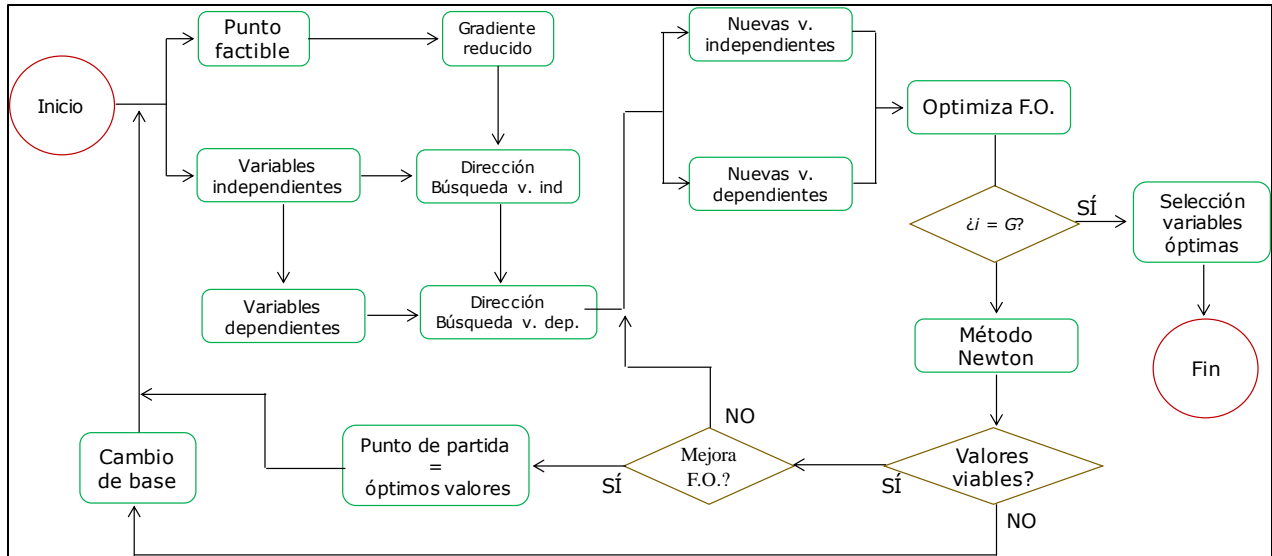 Inicio
Punto
factible
Gradiente
reducido
Variables
independientes
Dirección
Búsqueda v. ind
Variables
dependientes
Dirección
Búsqueda v. dep.
Nuevas v.
independientes
Nuevas v.
dependientes
Optimiza F.O.
¿i = G?
SÍ
Selección
variables
óptimas
Fin
Método
Newton
Valores
viables?
SÍ
NO
Mejora
F.O.?
NO
SÍ
Punto de partida
=
óptimos valores
Cambio
de base